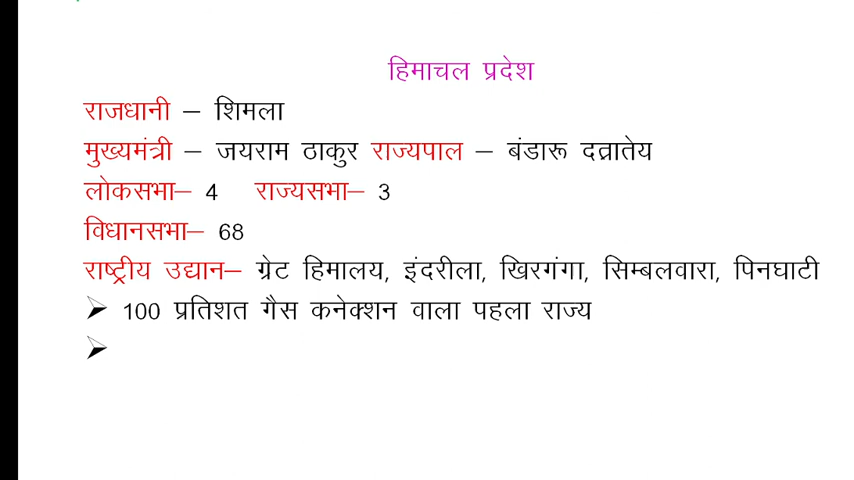 हिमाचल प्रदेश
राजधानी – शिमला
मुख्यमंत्री – जयराम ठाकुर राज्यपाल – बंडारू दत्रातेय
लोकसभा– 4 राज्यसभा– 3
विधानसभा– 68
राष्ट्रीय उद्यान– ग्रेट हिमालय, इंदरीला, खिरगंगा, सिम्बलवारा, पिनघाटी
➢ 100 प्रतिशत गैस कनेक्शन वाला पहला राज्य
➢